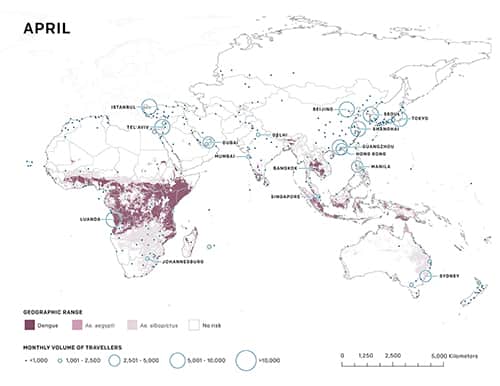 APRIL
ISTANBUL
BEIJING
SEOUL
TOKYO
TEL AVIV
SHANGHAI
DUBAI
DELHI
GUANGZHOU
HONG KONG
MUMBAI
BANGKOK
MANILA
SINGAPORE
LUANDA
JOHANNESBURG
SYDNEY
GEOGRAPHIC RANGE
Dengue Ae. aegypti Ae. albopictus No risk
MONTHLY VOLUME OF TRAVELLERS
<1,000 1,001 - 2,500 2,501 - 5,000 5,001 - 10,000 >10,000
0 1,250 2,500 5,000 Kilometers